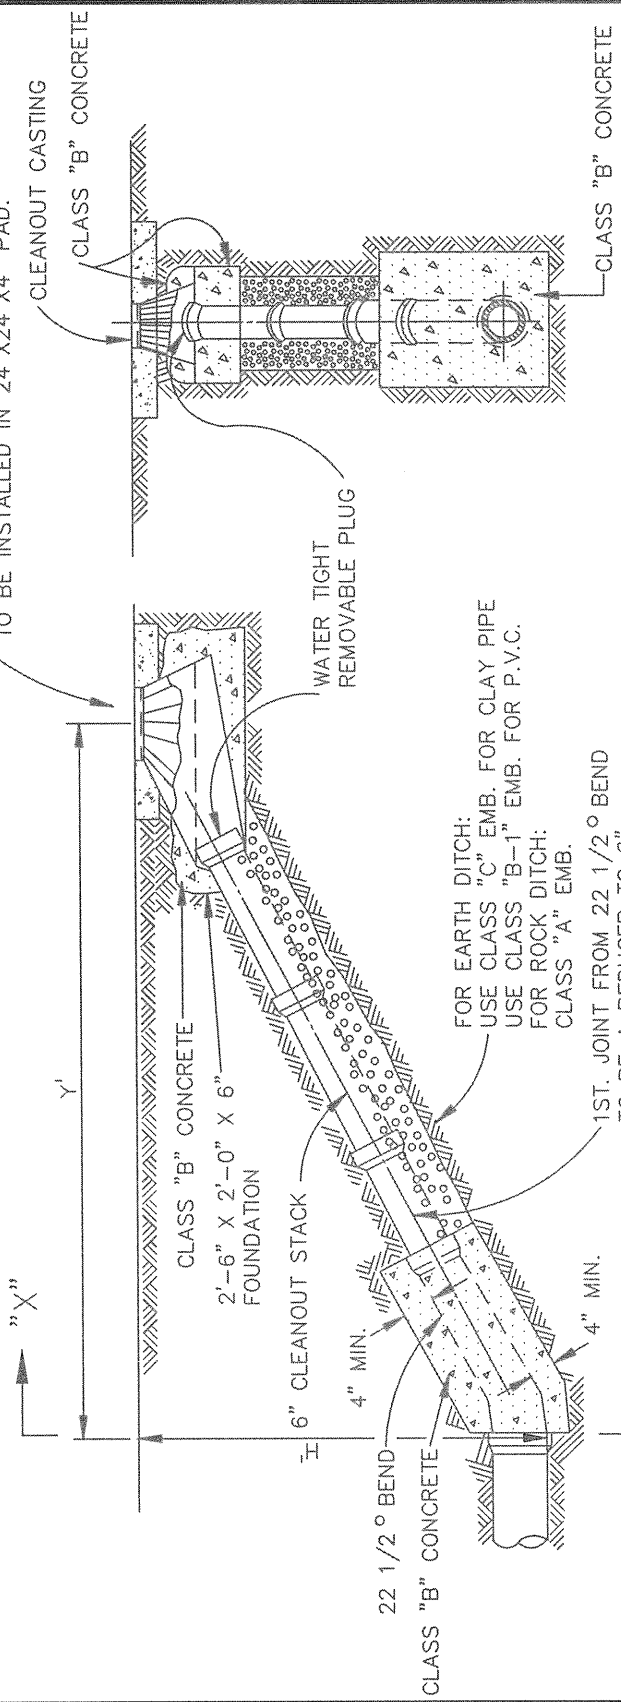 TO BE INSTALLED IN 24"X24"X4" PAD.
CLEANOUT CASTING
CLASS "B" CONCRETE
"X"
Y'
CLASS "B" CONCRETE
2'-6" X 2'-0" X 6"
FOUNDATION
6" CLEANOUT STACK
4" MIN.
22 1/2° BEND
CLASS "B" CONCRETE
H
WATER TIGHT
REMOVABLE PLUG
FOR EARTH DITCH:
USE CLASS "C" EMB. FOR CLAY PIPE
USE CLASS "B-1" EMB. FOR P.V.C.
FOR ROCK DITCH:
CLASS "A" EMB.
1ST. JOINT FROM 22 1/2° BEND
4" MIN.
CLASS "B" CONCRETE